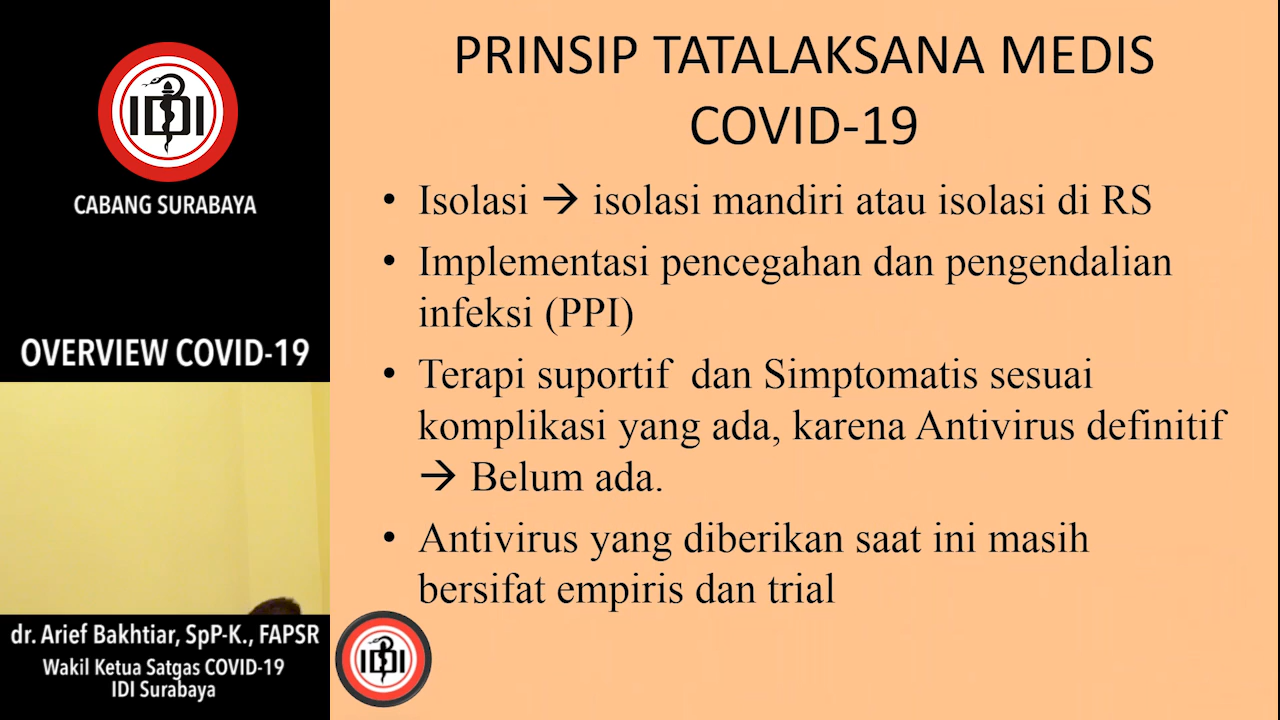 IDI
CABANG SURABAYA
OVERVIEW COVID-19
dr. Arief Bakhtiar, SpP-K., FAPSR
Wakil Ketua Satgas COVID-19
IDI Surabaya
PRINSIP TATALAKSANA MEDIS
COVID-19
• Isolasi → isolasi mandiri atau isolasi di RS
• Implementasi pencegahan dan pengendalian
infeksi (PPI)
• Terapi suportif dan Simptomatis sesuai
komplikasi yang ada, karena Antivirus definitif
→ Belum ada.
• Antivirus yang diberikan saat ini masih
bersifat empiris dan trial
IDI